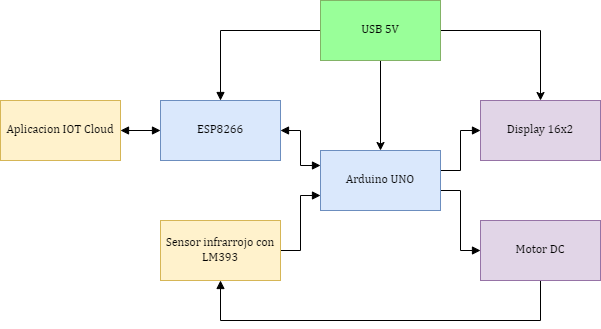 USB 5V
Aplicacion IOT Cloud
ESP8266
Display 16x2
Arduino UNO
Sensor infrarrojo con
LM393
Motor DC